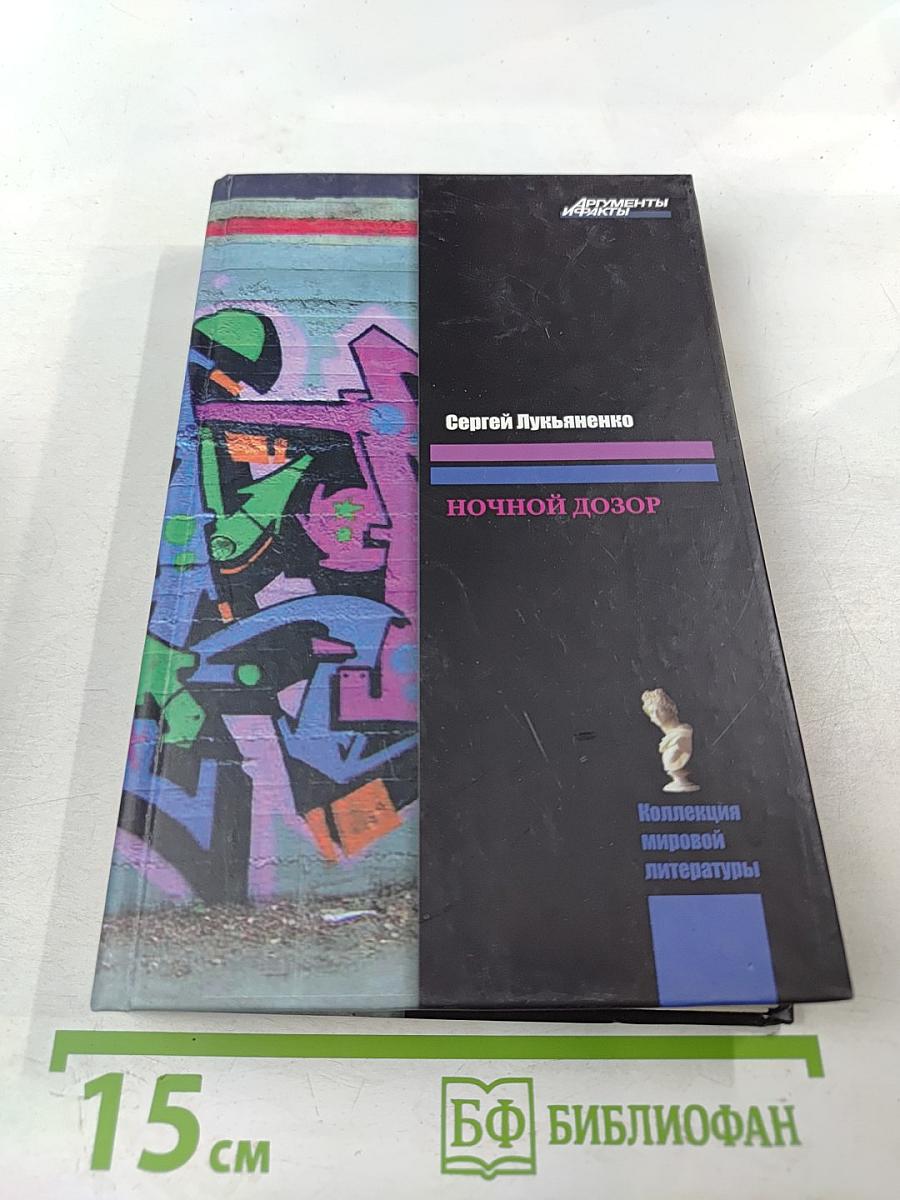 АРГУМЕНТЫ
И ФАКТЫ
Сергей Лукьяненко
НОЧНОЙ ДОЗОР
Коллекция
мировой
литературы
15 см
БФ БИБЛИОФАН